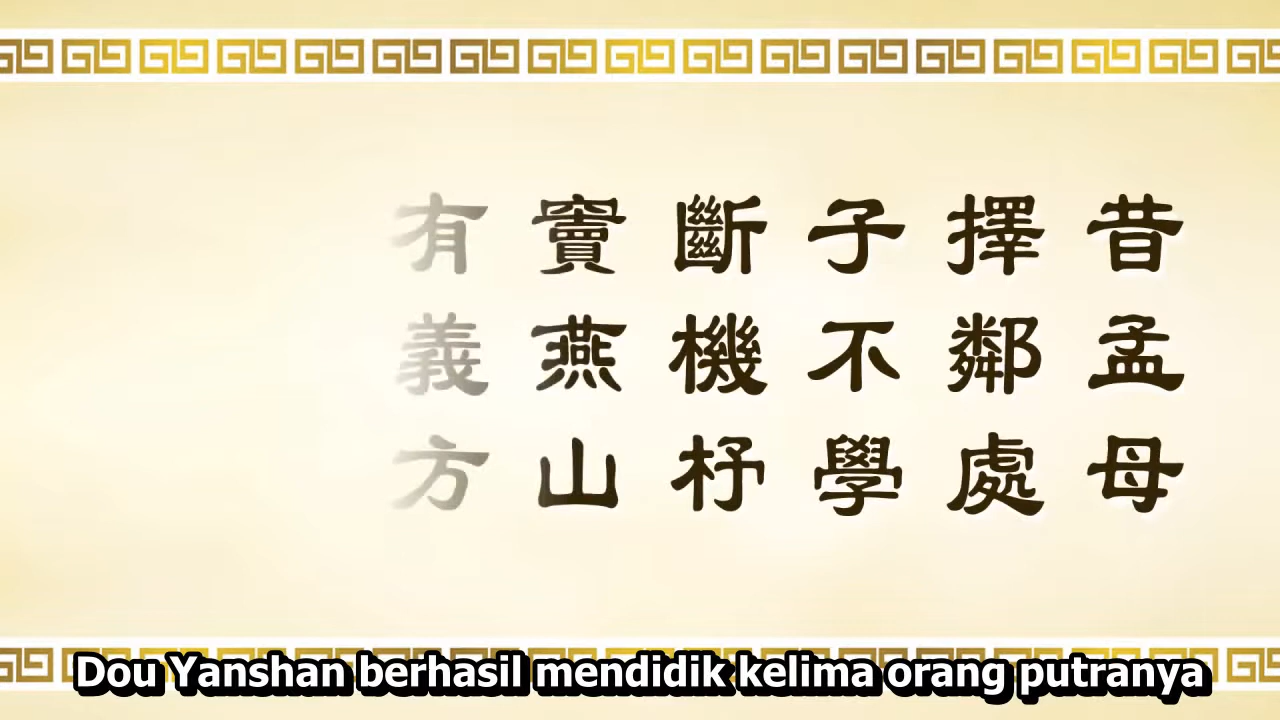 昔孟母
擇鄰處
子不學
斷機杼
竇燕山
有義方
Dou Yanshan berhasil mendidik kelima orang putranya